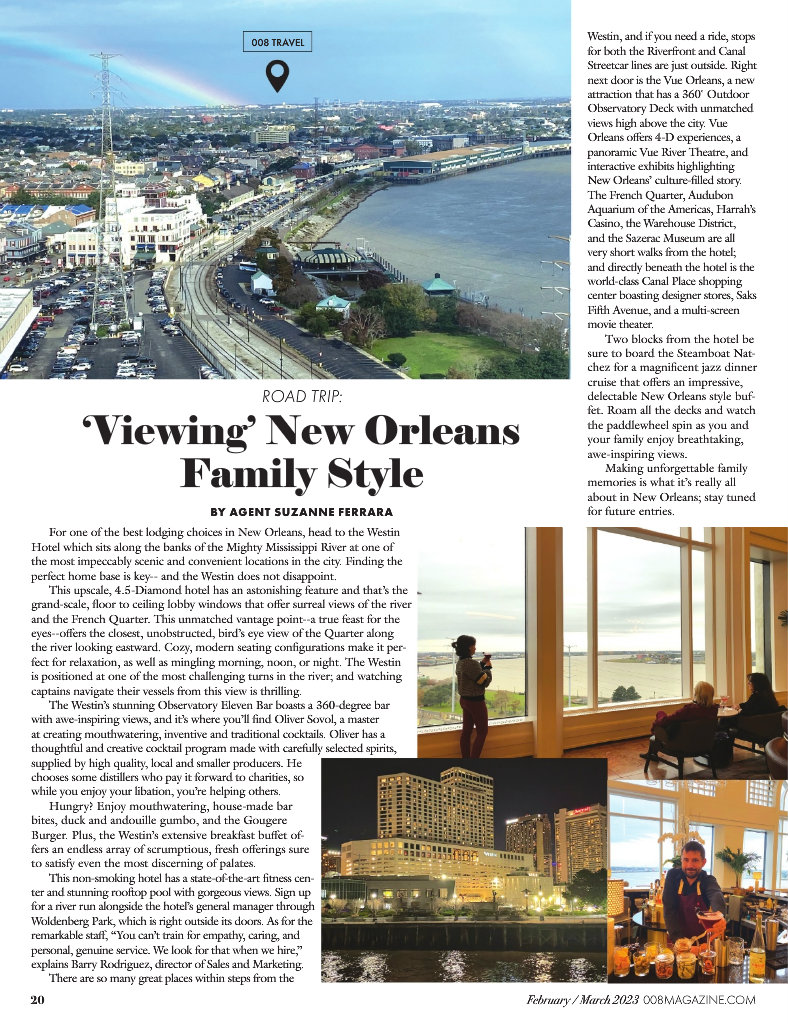 008 TRAVEL
ROAD TRIP:
‘Viewing’ New Orleans
Family Style
BY AGENT SUZANNE FERRARA
For one of the best lodging choices in New Orleans, head to the Westin
Hotel which sits along the banks of the Mighty Mississippi River at one of
the most impeccably scenic and convenient locations in the city. Finding the
perfect home base is key-- and the Westin does not disappoint.
This upscale, 4.5-Diamond hotel has an astonishing feature and that’s the
grand-scale, floor to ceiling lobby windows that offer surreal views of the river
and the French Quarter. This unmatched vantage point--a true feast for the
eyes--offers the closest, unobstructed, bird’s eye view of the Quarter along
the river looking eastward. Cozy, modern seating configurations make it per-
fect for relaxation, as well as mingling morning, noon, or night. The Westin
is positioned at one of the most challenging turns in the river; and watching
captains navigate their vessels from this view is thrilling.
The Westin’s stunning Observatory Eleven Bar boasts a 360-degree bar
with awe-inspiring views, and it’s where you’ll find Oliver Sovol, a master
at creating mouthwatering, inventive and traditional cocktails. Oliver has a
thoughtful and creative cocktail program made with carefully selected spirits,
supplied by high quality, local and smaller producers. He
chooses some distillers who pay it forward to charities, so
while you enjoy your libation, you’re helping others.
Hungry? Enjoy mouthwatering, house-made bar
bites, duck and andouille gumbo, and the Gougere
Burger. Plus, the Westin’s extensive breakfast buffet of-
fers an endless array of scrumptious, fresh offerings sure
to satisfy even the most discerning of palates.
This non-smoking hotel has a state-of-the-art fitness cen-
ter and stunning rooftop pool with gorgeous views. Sign up
for a river run alongside the hotel’s general manager through
Woldenberg Park, which is right outside its doors. As for the
remarkable staff, “You can’t train for empathy, caring, and
personal, genuine service. We look for that when we hire,”
explains Barry Rodriguez, director of Sales and Marketing.
There are so many great places within steps from the
Westin, and if you need a ride, stops
for both the Riverfront and Canal
Streetcar lines are just outside. Right
next door is the Vue Orleans, a new
attraction that has a 360° Outdoor
Observatory Deck with unmatched
views high above the city. Vue
Orleans offers 4-D experiences, a
panoramic Vue River Theatre, and
interactive exhibits highlighting
New Orleans’ culture-filled story.
The French Quarter, Audubon
Aquarium of the Americas, Harrah’s
Casino, the Warehouse District,
and the Sazerac Museum are all
very short walks from the hotel;
and directly beneath the hotel is the
world-class Canal Place shopping
center boasting designer stores, Saks
Fifth Avenue, and a multi-screen
movie theater.
Two blocks from the hotel be
sure to board the Steamboat Nat-
chez for a magnificent jazz dinner
cruise that offers an impressive,
delectable New Orleans style buf-
fet. Roam all the decks and watch
the paddlewheel spin as you and
your family enjoy breathtaking,
awe-inspiring views.
Making unforgettable family
memories is what it’s really all
about in New Orleans; stay tuned
for future entries.
20
February / March 2023 008MAGAZINE.COM